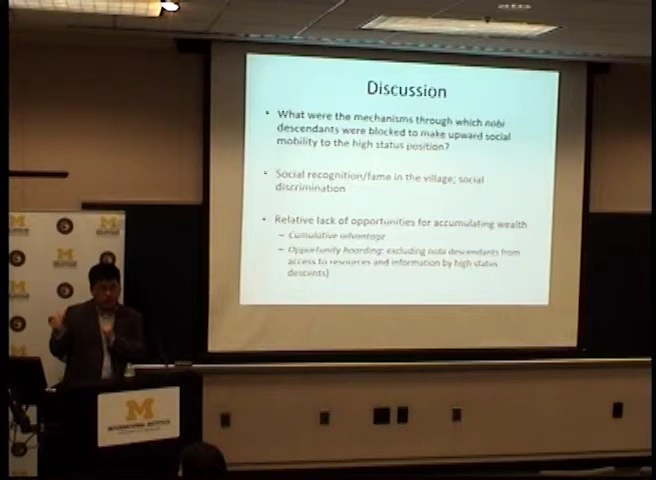 Discussion
• What were the mechanisms through which nobi
descendants were blocked to make upward social
mobility to the high status position?
• Social recognition/fame in the village; social
discrimination
• Relative lack of opportunities for accumulating wealth
– Cumulative advantage
– Opportunity hoarding: excluding nobi descendants from
access to resources and information by high status
descents)
M
INTERNATIONAL INSTITUTE